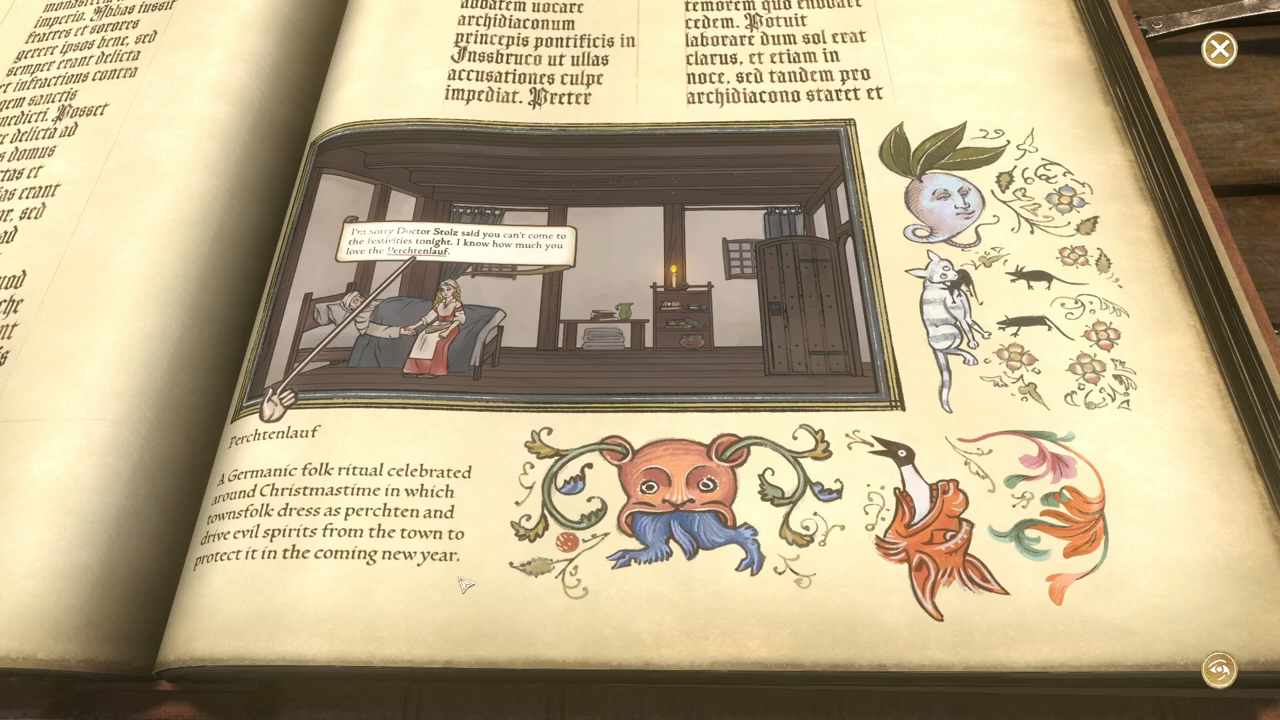 monasterii
imperio. Abbas iussit
fratres et sorores
gerere ipsos bene, sed
semper erant delicta
et infractions contra
sanctis
benedicti. Posset
delicta ad
domus
erant
sed
abbatem vocare
archidiaconum
principis pontificis in
Inssbruco ut ullas
accusationes culpe
impediat. Preter
cedem. Potuit
laborare dum sol erat
clarus, et etiam in
noce, sed tandem pro
archidiacono staret et
I'm sorry Doctor Stolz said you can't come to
the festivities tonight. I know how much you
love the Perchtenlauf.
Perchtenlauf
A Germanic folk ritual celebrated
around Christmastime in which
townsfolk dress as perchten and
drive evil spirits from the town to
protect it in the coming new year.